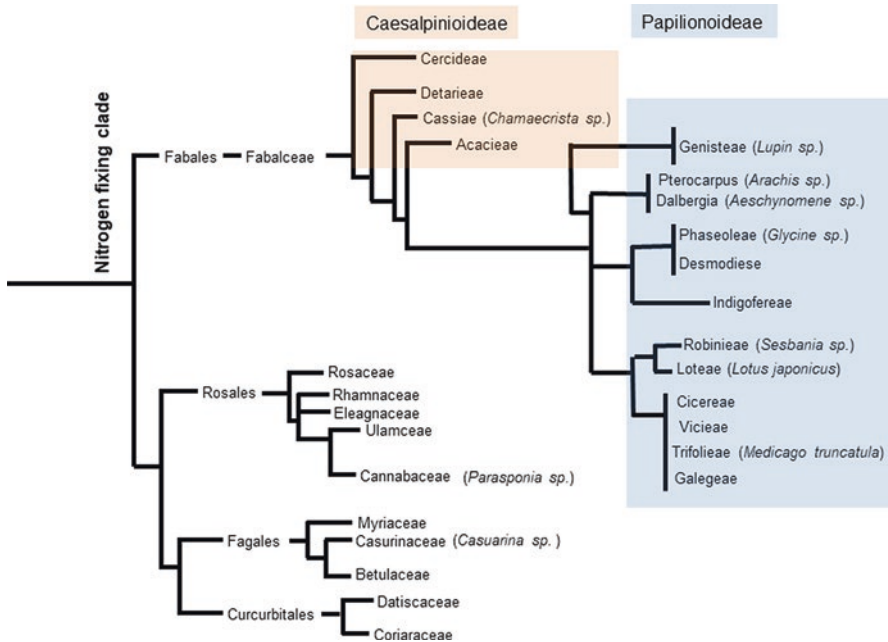 Caesalpinioideae
Papilionoideae
Nitrogen fixing clade
Cercideae
Detarieae
Cassiae (Chamaecrista sp.)
Acacieae
Fabales
Fabalceae
Genisteae (Lupin sp.)
Pterocarpus (Arachis sp.)
Dalbergia (Aeschynomene sp.)
Phaseoleae (Glycine sp.)
Desmodiese
Indigofereae
Robinieae (Sesbania sp.)
Loteae (Lotus japonicus)
Cicereae
Vicieae
Trifolieae (Medicago truncatula)
Galegeae
Rosales
Rosaceae
Rhamnaceae
Eleagnaceae
Ulamceae
Cannabaceae (Parasponia sp.)
Fagales
Myriaceae
Casurinaceae (Casuarina sp.)
Betulaceae
Curcurbitales
Datiscaceae
Coriaraceae